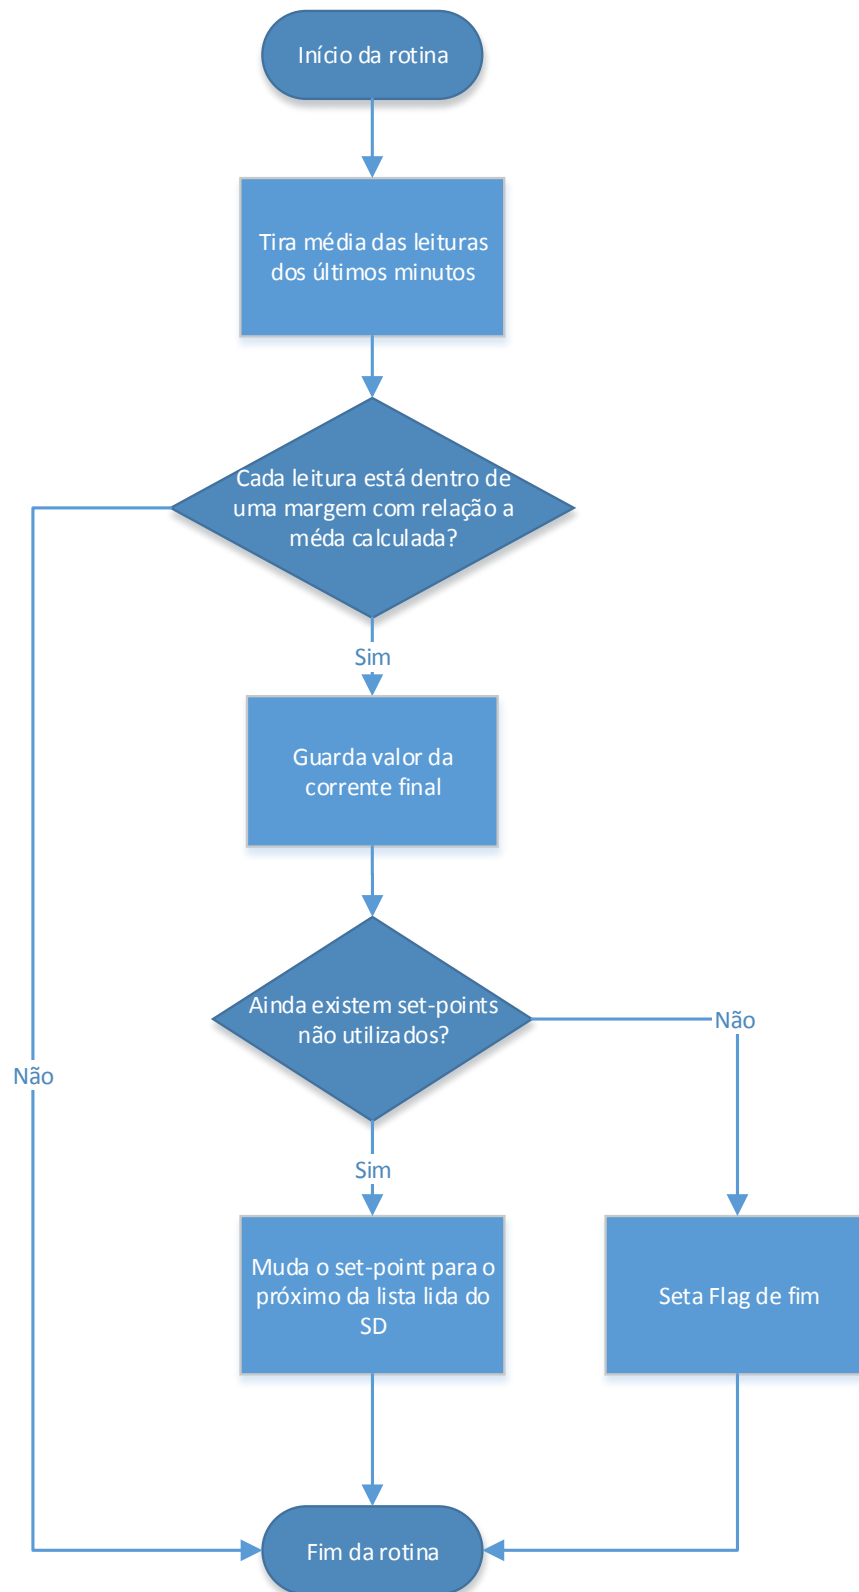 Início da rotina
Tira média das leituras
dos últimos minutos
Cada leitura está dentro de
uma margem com relação a
méda calculada?
Sim
Guarda valor da
corrente final
Ainda existem set-points
não utilizados?
Não
Não
Sim
Muda o set-point para o
próximo da lista lida do
SD
Seta Flag de fim
Fim da rotina